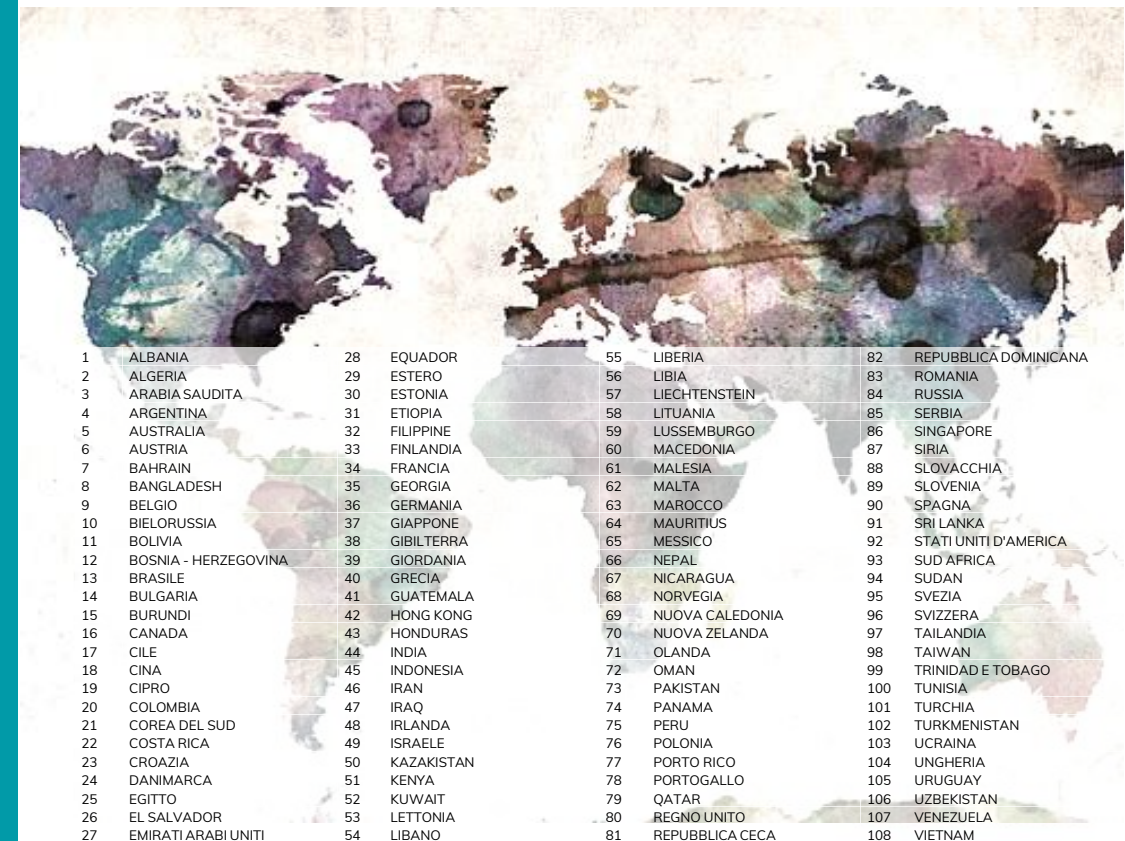 1 ALBANIA
2 ALGERIA
3 ARABIA SAUDITA
4 ARGENTINA
5 AUSTRALIA
6 AUSTRIA
7 BAHRAIN
8 BANGLADESH
9 BELGIO
10 BIELORUSSIA
11 BOLIVIA
12 BOSNIA - HERZEGOVINA
13 BRASILE
14 BULGARIA
15 BURUNDI
16 CANADA
17 CILE
18 CINA
19 CIPRO
20 COLOMBIA
21 COREA DEL SUD
22 COSTA RICA
23 CROAZIA
24 DANIMARCA
25 EGITTO
26 EL SALVADOR
27 EMIRATI ARABI UNITI
28 EQUADOR
29 ESTERO
30 ESTONIA
31 ETIOPIA
32 FILIPPINE
33 FINLANDIA
34 FRANCIA
35 GEORGIA
36 GERMANIA
37 GIAPPONE
38 GIBILTERRA
39 GIORDANIA
40 GRECIA
41 GUATEMALA
42 HONG KONG
43 HONDURAS
44 INDIA
45 INDONESIA
46 IRAN
47 IRAQ
48 IRLANDA
49 ISRAELE
50 KAZAKISTAN
51 KENYA
52 KUWAIT
53 LETTONIA
54 LIBANO
55 LIBERIA
56 LIBIA
57 LIECHTENSTEIN
58 LITUANIA
59 LUSSEMBURGO
60 MACEDONIA
61 MALESIA
62 MALTA
63 MAROCCO
64 MAURITIUS
65 MESSICO
66 NEPAL
67 NICARAGUA
68 NORVEGIA
69 NUOVA CALEDONIA
70 NUOVA ZELANDA
71 OLANDA
72 OMAN
73 PAKISTAN
74 PANAMA
75 PERU
76 POLONIA
77 PORTO RICO
78 PORTOGALLO
79 QATAR
80 REGNO UNITO
81 REPUBBLICA CECA
82 REPUBBLICA DOMINICANA
83 ROMANIA
84 RUSSIA
85 SERBIA
86 SINGAPORE
87 SIRIA
88 SLOVACCHIA
89 SLOVENIA
90 SPAGNA
91 SRI LANKA
92 STATI UNITI D'AMERICA
93 SUD AFRICA
94 SUDAN
95 SVEZIA
96 SVIZZERA
97 TAILANDIA
98 TAIWAN
99 TRINIDAD E TOBAGO
100 TUNISIA
101 TURCHIA
102 TURKMENISTAN
103 UCRAINA
104 UNGHERIA
105 URUGUAY
106 UZBEKISTAN
107 VENEZUELA
108 VIETNAM